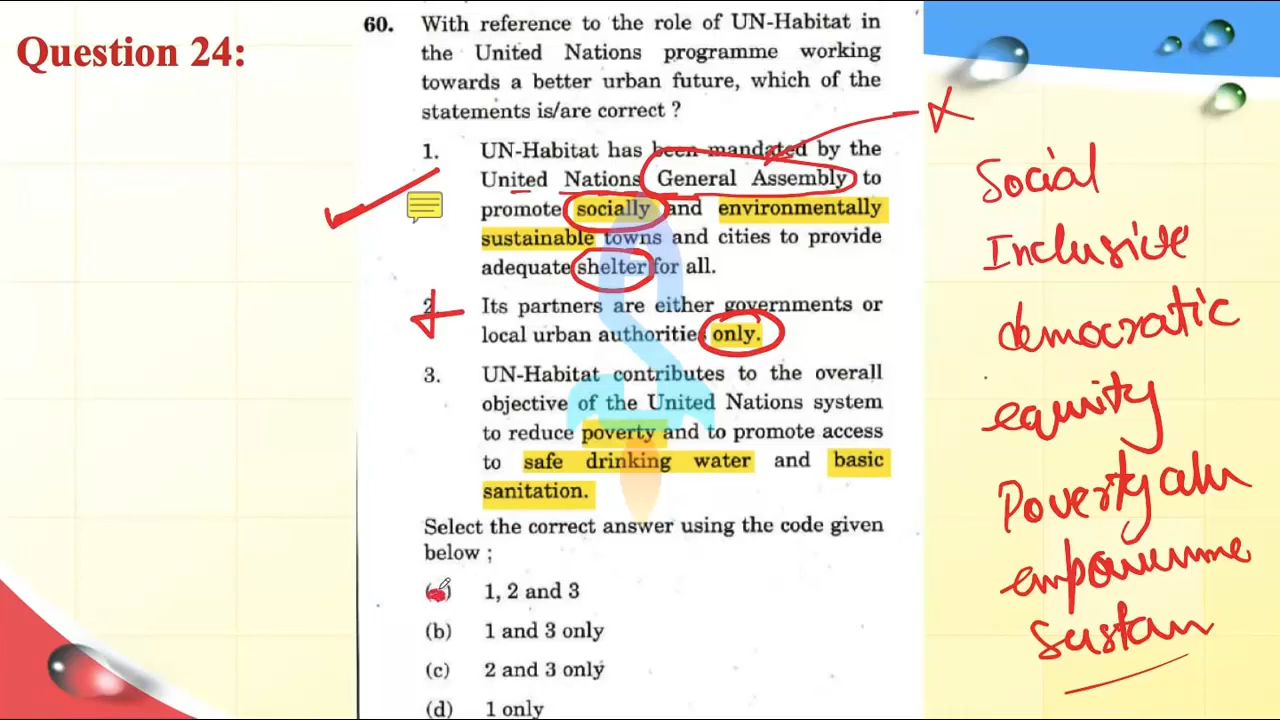 Question 24:
60. With reference to the role of UN-Habitat in
the United Nations programme working
towards a better urban future, which of the
statements is/are correct ?
1. UN-Habitat has been mandated by the
United Nations General Assembly to
promote socially and environmentally
sustainable towns and cities to provide
adequate shelter for all.
2. Its partners are either governments or
local urban authorities only.
3. UN-Habitat contributes to the overall
objective of the United Nations system
to reduce poverty and to promote access
to safe drinking water and basic
sanitation.
Select the correct answer using the code given
below ;
1, 2 and 3
(b) 1 and 3 only
(c) 2 and 3 only
(d) 1 only
Social
Inclusive
democratic
equity
Poverty